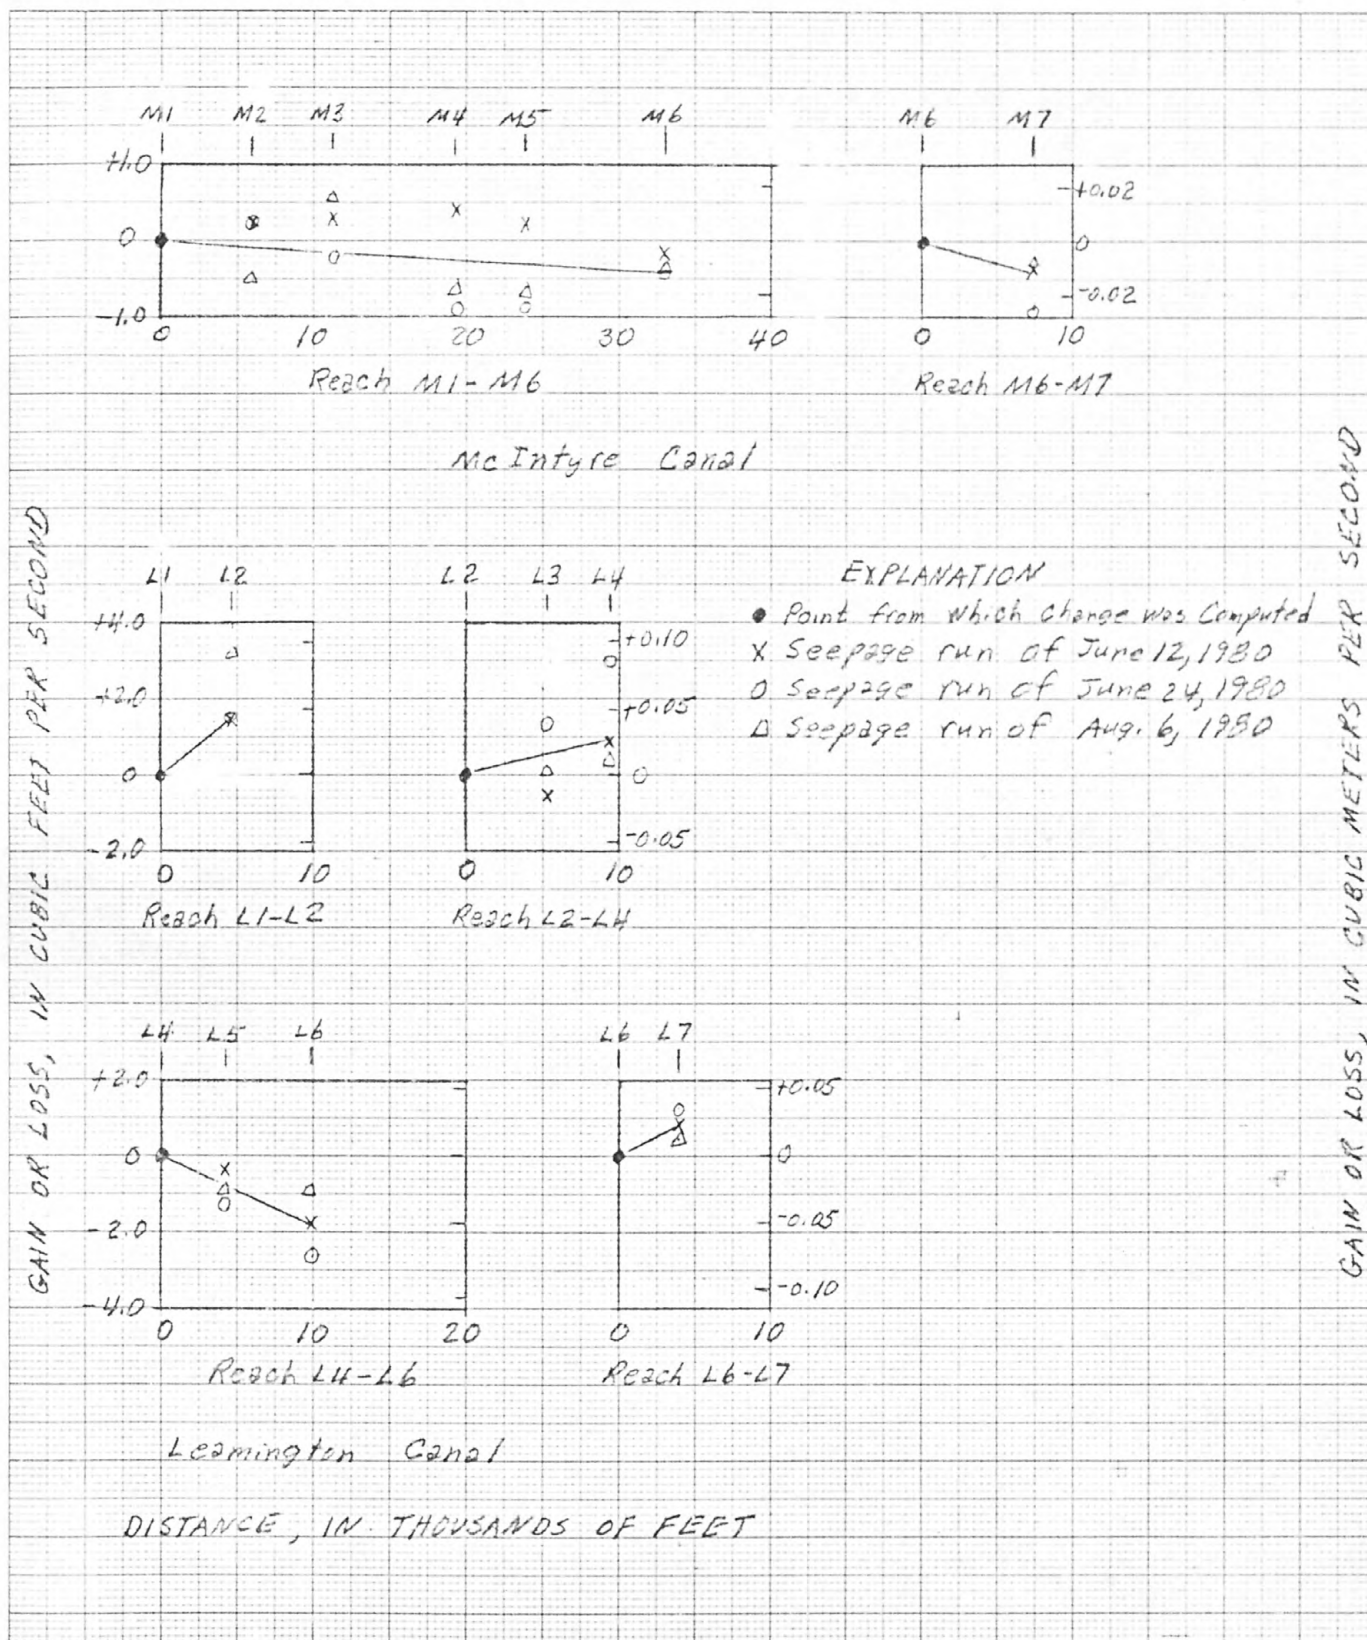 M1 M2 M3 M4 M5 M6
+1.0
0
-1.0
0 10 20 30 40
Reach M1-M6
M6 M7
+0.02
0
-0.02
0 10
Reach M6-M7
Mc Intyre Canal
GAIN OR LOSS, IN CUBIC FEET PER SECOND
GAIN OR LOSS, IN CUBIC METERS PER SECOND
L1 L2
+4.0
+2.0
0
-2.0
0 10
Reach L1-L2
L2 L3 L4
+0.10
+0.05
0
-0.05
0 10
Reach L2-L4
EXPLANATION
● Point from which Change was Computed
X Seepage run of June 12, 1980
O Seepage run of June 24, 1980
Δ Seepage run of Aug. 6, 1980
L4 L5 L6
+2.0
0
-2.0
-4.0
0 10 20
Reach L4-L6
L6 L7
+0.05
0
-0.05
-0.10
0 10
Reach L6-L7
Leamington Canal
DISTANCE, IN THOUSANDS OF FEET